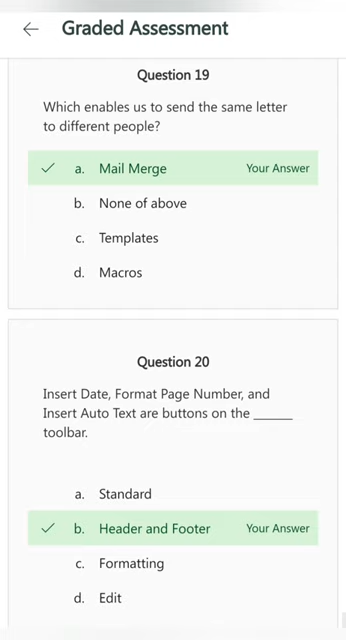 Graded Assessment
Question 19
Which enables us to send the same letter
to different people?
a. Mail Merge Your Answer
b. None of above
c. Templates
d. Macros
Question 20
Insert Date, Format Page Number, and
Insert Auto Text are buttons on the ______
toolbar.
a. Standard
b. Header and Footer Your Answer
c. Formatting
d. Edit